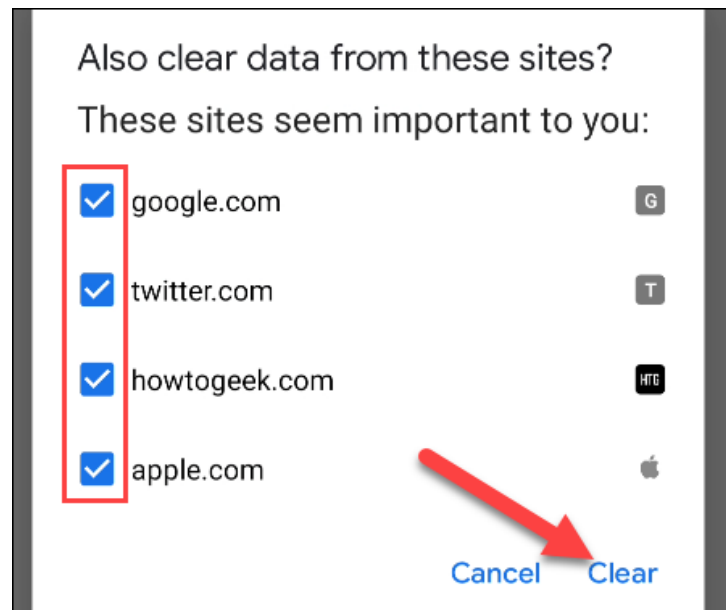 Also clear data from these sites?
These sites seem important to you:
google.com G
twitter.com T
howtogeek.com HTG
apple.com
Cancel Clear